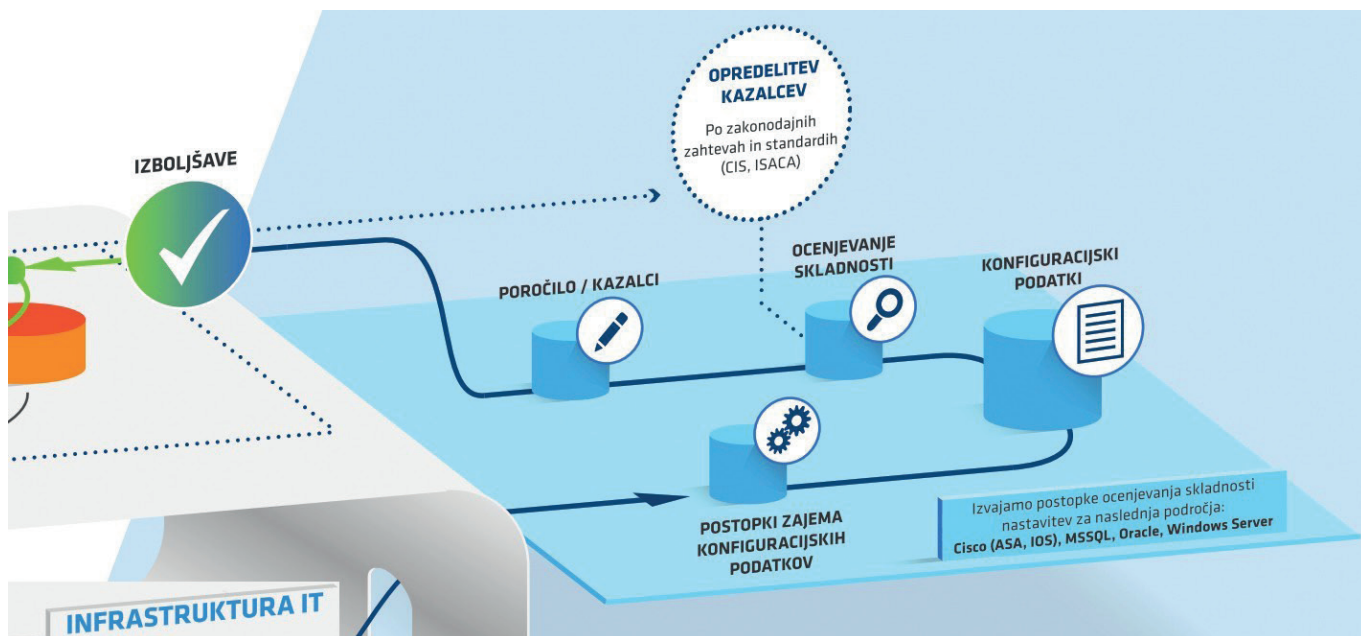 OPREDELITEV
KAZALCEV
Po zakonodajnih
zahtevah in standardih
(CIS, ISACA)
IZBOLJŠAVE
OCENJEVANJE
SKLADNOSTI
KONFIGURACIJSKI
PODATKI
POROČILO / KAZALCI
POSTOPKI ZAJEMA
KONFIGURACIJSKIH
PODATKOV
Izvajamo postopke ocenjevanja skladnosti
nastavitev za naslednja področja:
Cisco (ASA, IOS), MSSQL, Oracle, Windows Server
INFRASTRUKTURA IT